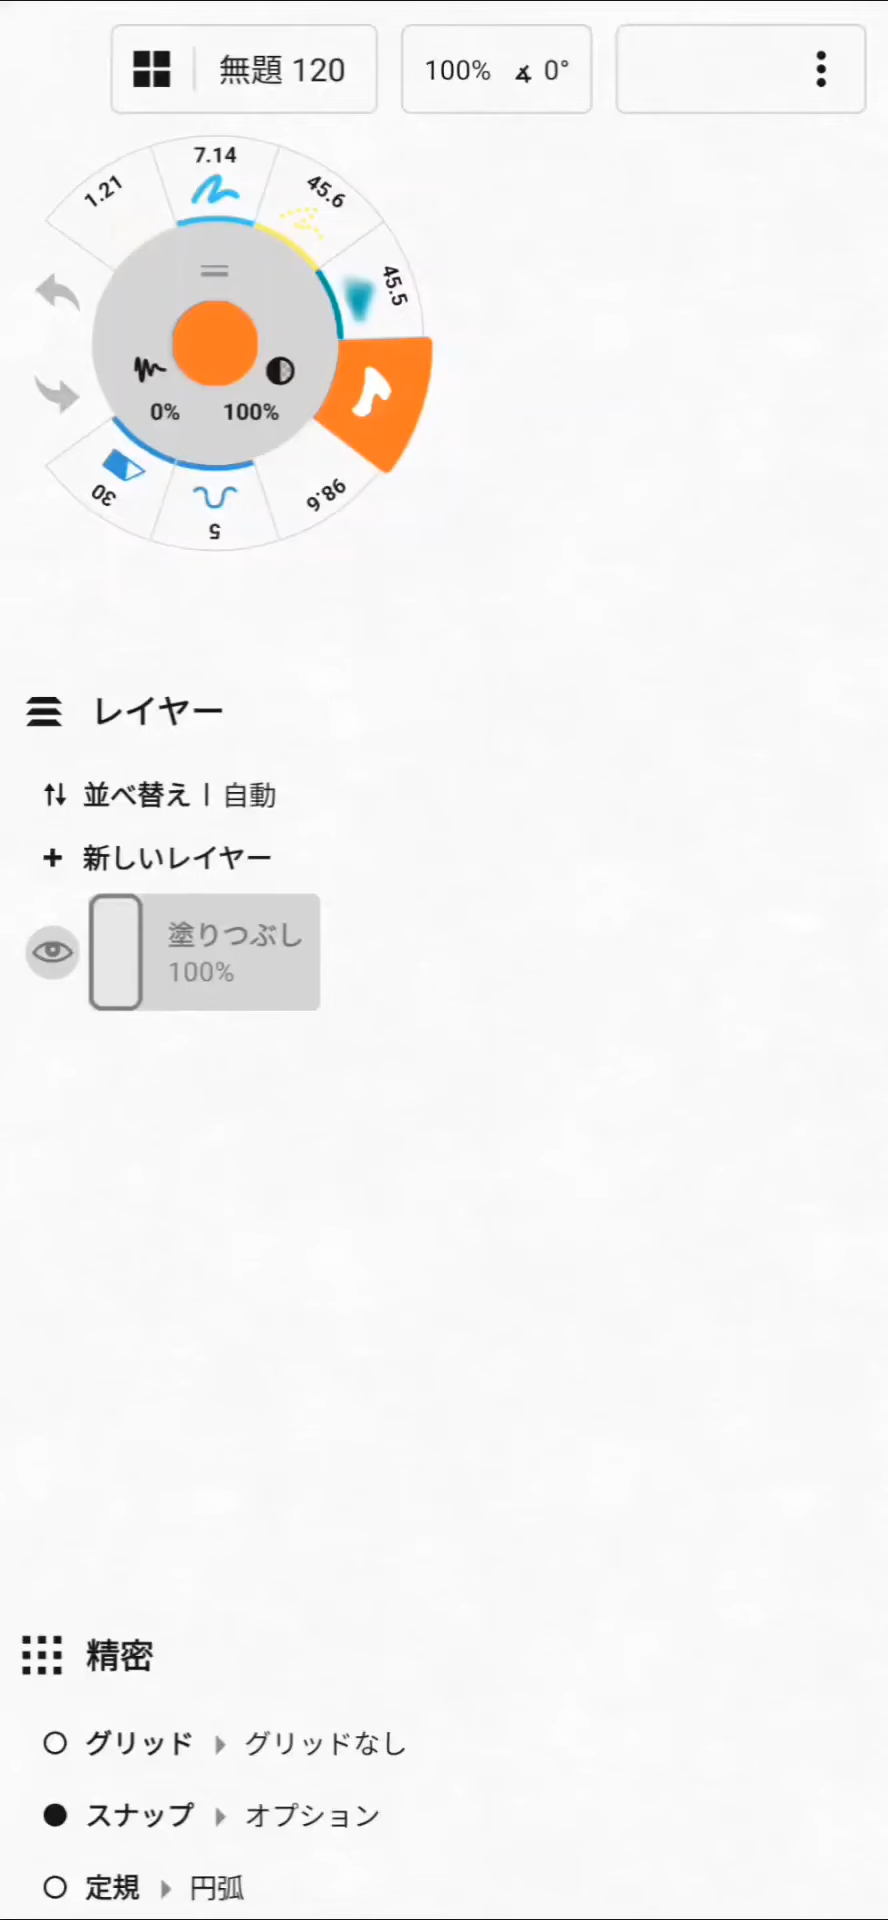 無題 120
100% 0°
7.14
1.21
45.6
45.5
0% 100%
98.6
30
5
レイヤー
並べ替え | 自動
+ 新しいレイヤー
塗りつぶし
100%
精密
グリッド グリッドなし
スナップ オプション
定規 円弧